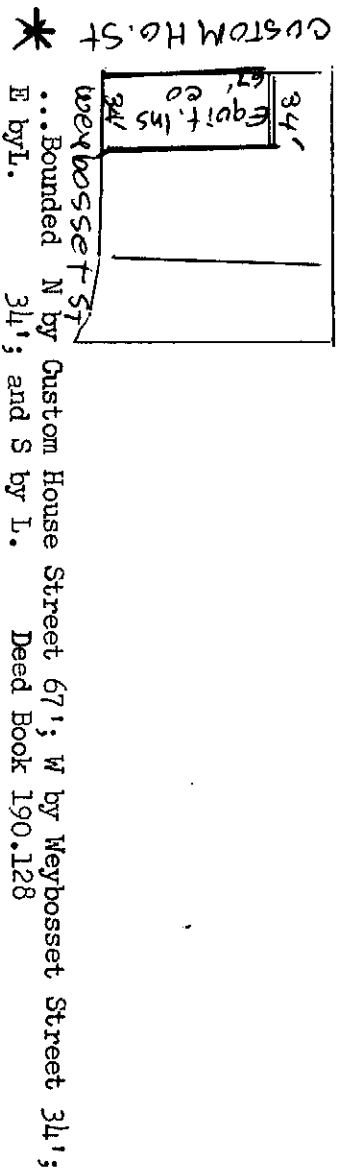 CUSTOM HO. ST
34'
67'
Equit. Ins
Co
34'
Weybosset St
...Bounded N by Custom House Street 67'; W by Weybosset Street 34';
E by L. 34'; and S by L. Deed Book 190.128